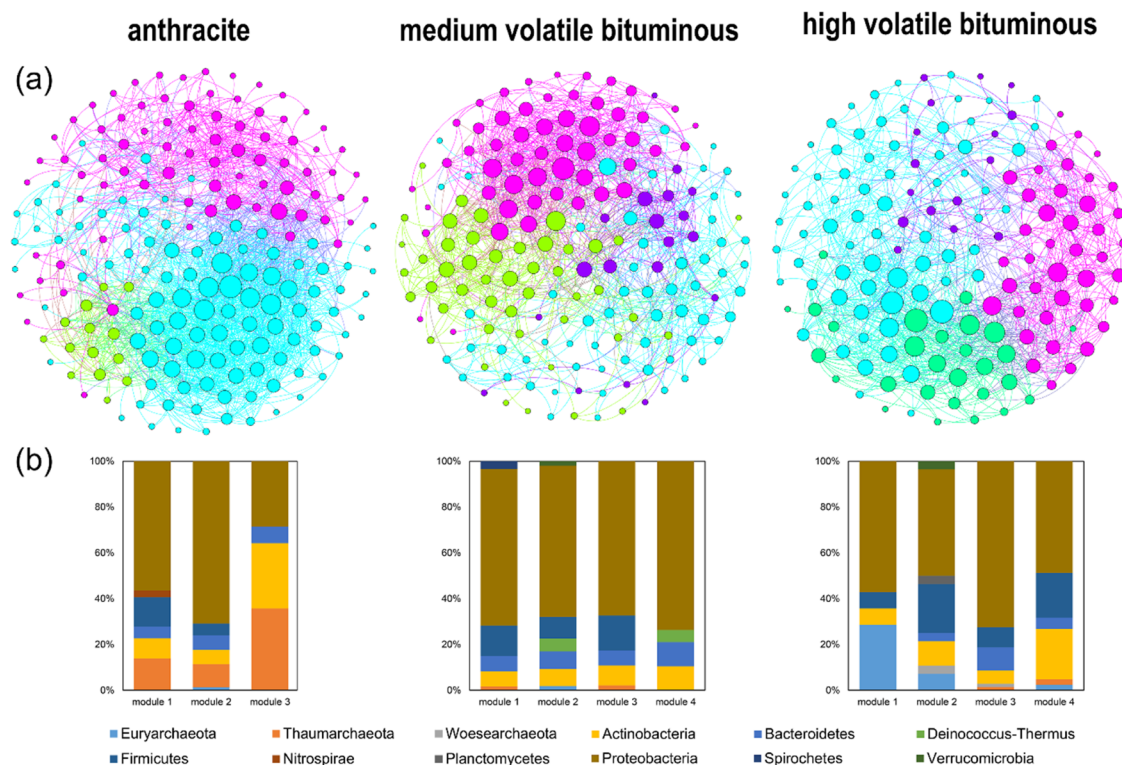 anthracite
medium volatile bituminous
high volatile bituminous
(a)
(b)
100%
80%
60%
40%
20%
0%
module 1
module 2
module 3
100%
80%
60%
40%
20%
0%
module 1
module 2
module 3
module 4
100%
80%
60%
40%
20%
0%
module 1
module 2
module 3
module 4
Euryarchaeota
Thaumarchaeota
Woesearchaeota
Actinobacteria
Bacteroidetes
Deinococcus-Thermus
Firmicutes
Nitrospirae
Planctomycetes
Proteobacteria
Spirochetes
Verrucomicrobia